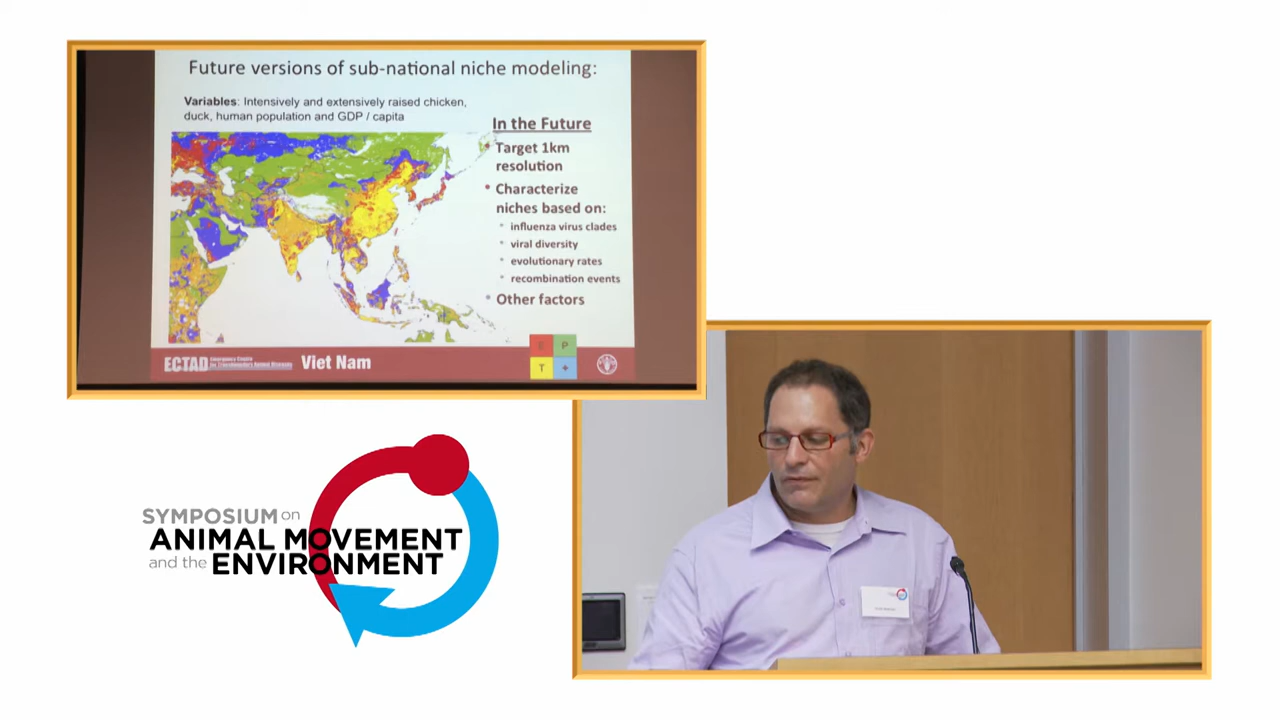 Future versions of sub-national niche modeling:
Variables: Intensively and extensively raised chicken,
duck, human population and GDP / capita
In the Future
• Target 1km
resolution
• Characterize
niches based on:
• influenza virus clades
• viral diversity
• evolutionary rates
• recombination events
• Other factors
ECTAD
Viet Nam
E P
T +
SYMPOSIUM on
ANIMAL MOVEMENT
and the ENVIRONMENT